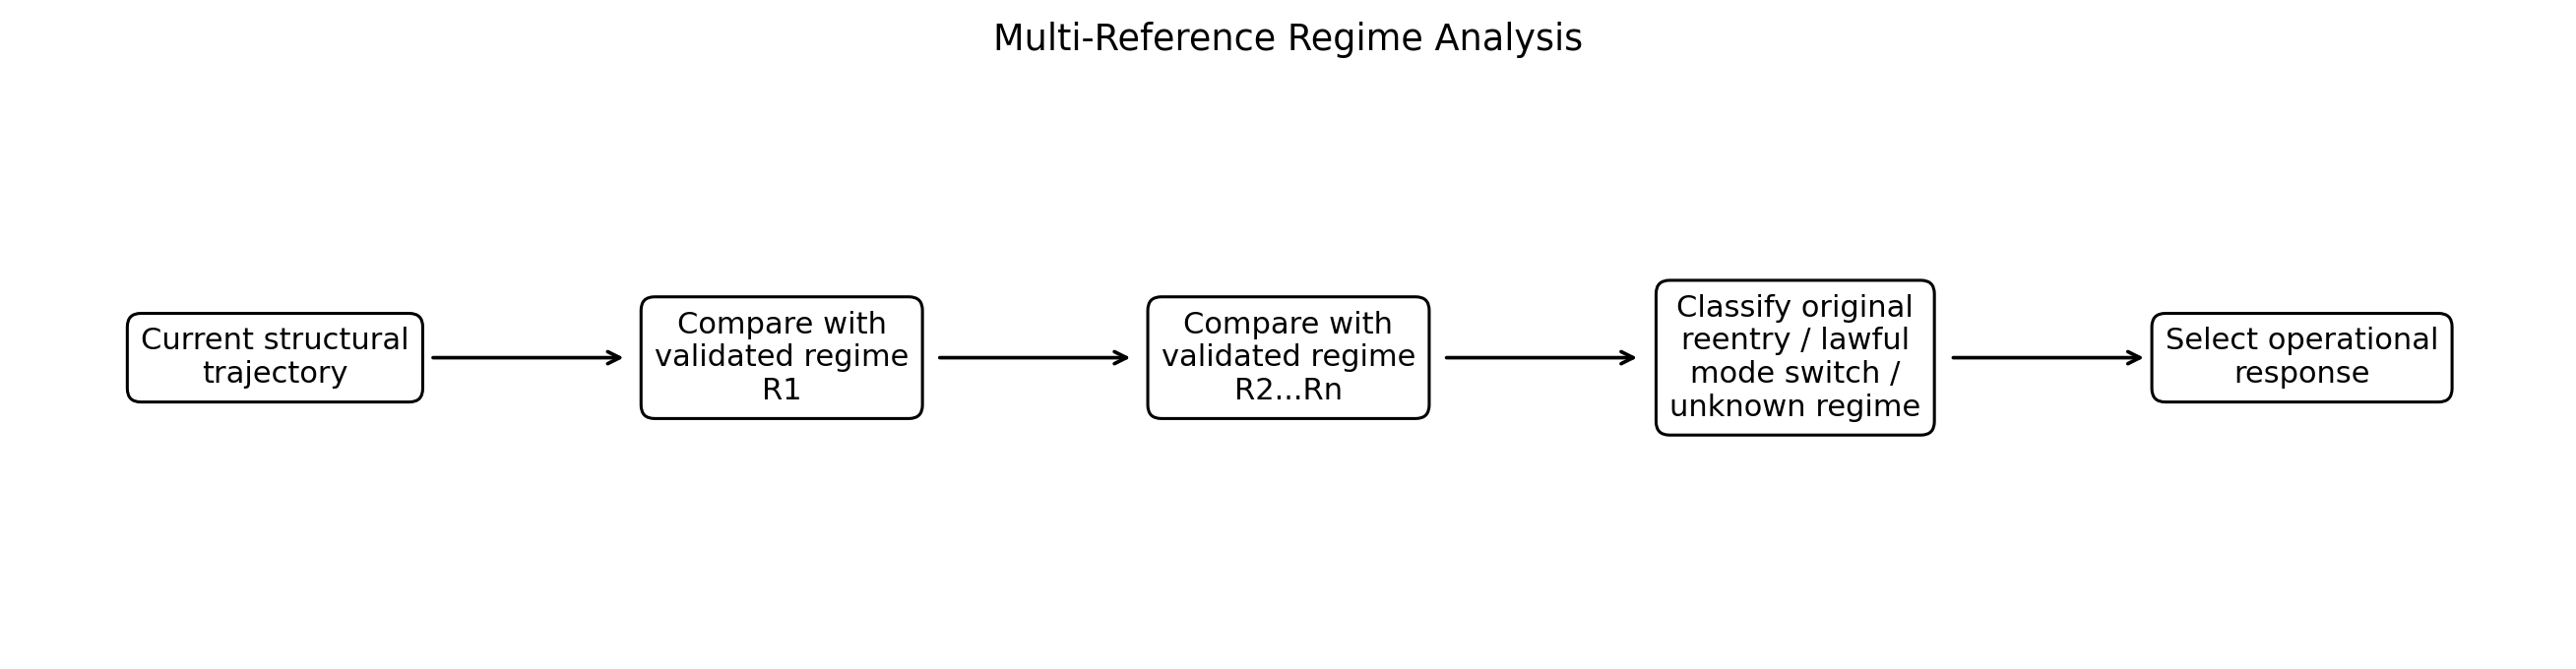 Multi-Reference Regime Analysis
Current structural
trajectory
Compare with
validated regime
R1
Compare with
validated regime
R2...Rn
Classify original
reentry / lawful
mode switch /
unknown regime
Select operational
response